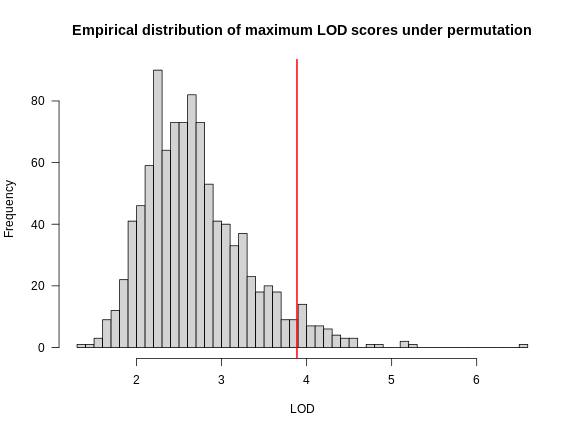 Empirical distribution of maximum LOD scores under permutation
Frequency
80
60
40
20
0
2 3 4 5 6
LOD